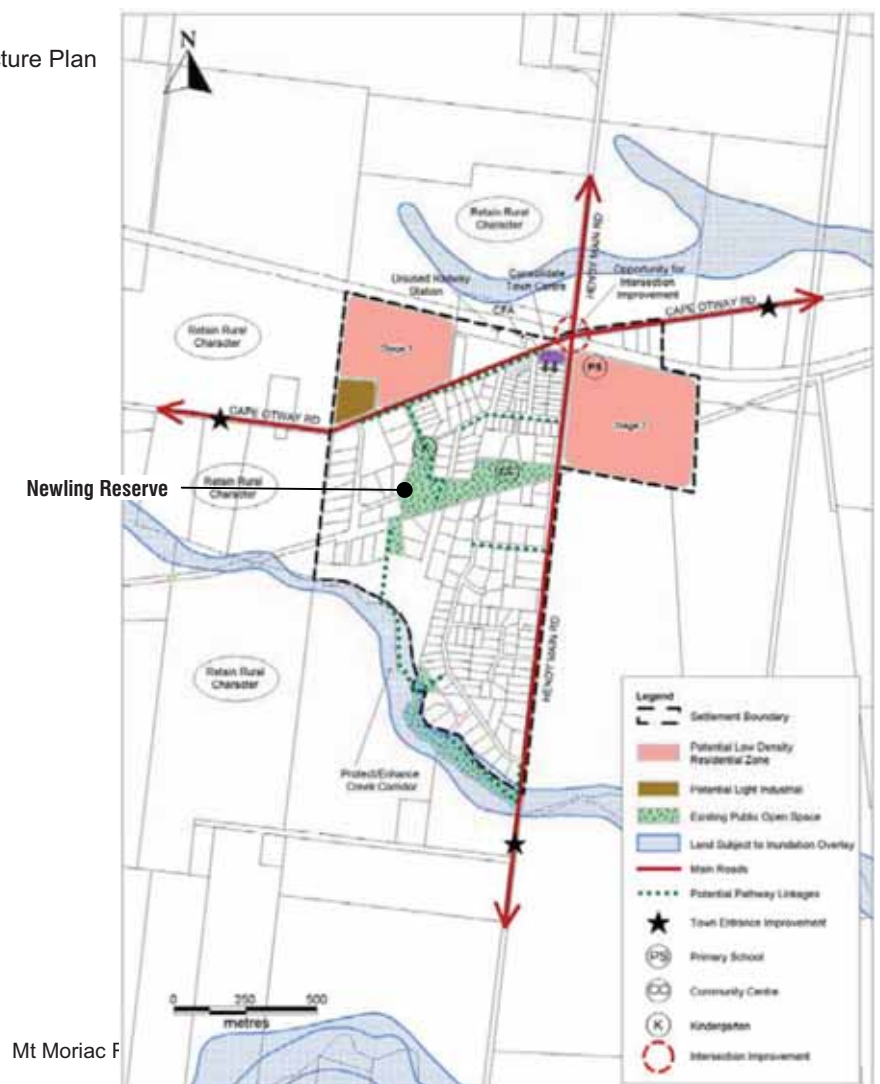 cture Plan
N
Retain Rural
Character
HENDY MAIN RD
Unused Railway
Station
Consolidate
Town Centre
Opportunity for
Intersection
Improvement
CFA
CAPE OTWAY RD
Retain Rural
Character
Stage 1
PS
CAPE OTWAY RD
Stage 2
K
CC
Newling Reserve
Retain Rural
Character
Retain Rural
Character
HENDY MAIN RD
Protect/Enhance
Creek Corridor
Legend
Settlement Boundary
Potential Low Density
Residential Zone
Potential Light Industrial
Existing Public Open Space
Land Subject to Inundation Overlay
Main Roads
Potential Pathway Linkages
Town Entrance Improvement
PS Primary School
CC Community Centre
K Kindergarten
Intersection Improvement
0 250 500
metres
Mt Moriac F